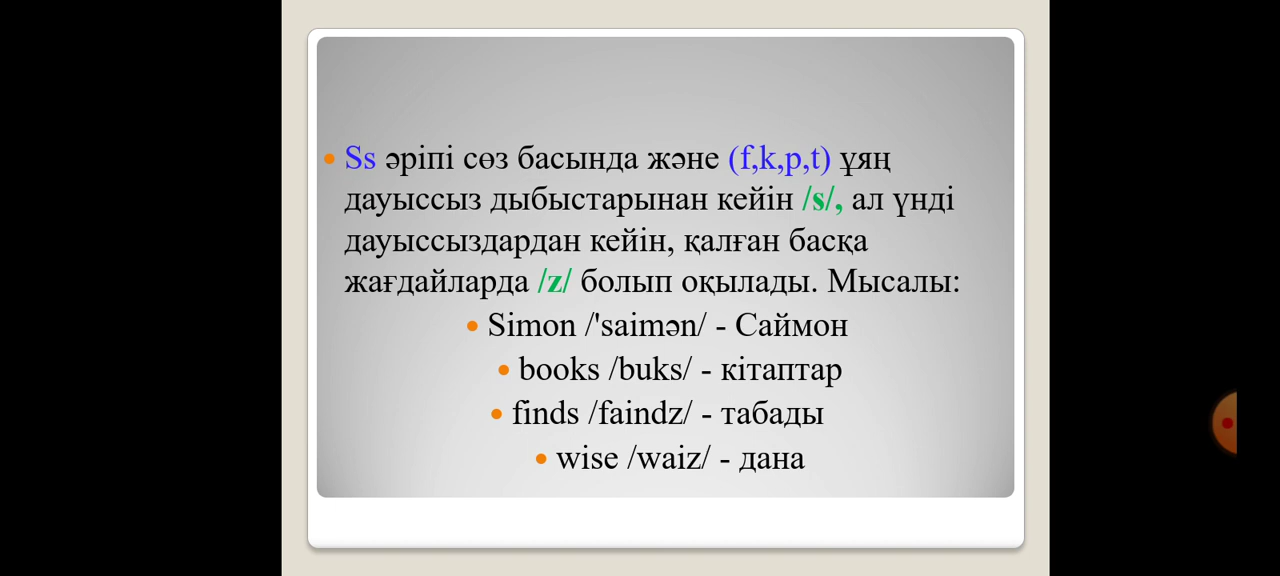 Ss әріпі сөз басында және (f,k,p,t) ұяң
дауыссыз дыбыстарынан кейін /s/, ал үнді
дауыссыздардан кейін, қалған басқа
жағдайларда /z/ болып оқылады. Мысалы:
Simon /'saimən/ - Саймон
books /buks/ - кітаптар
finds /faindz/ - табады
wise /waiz/ - дана